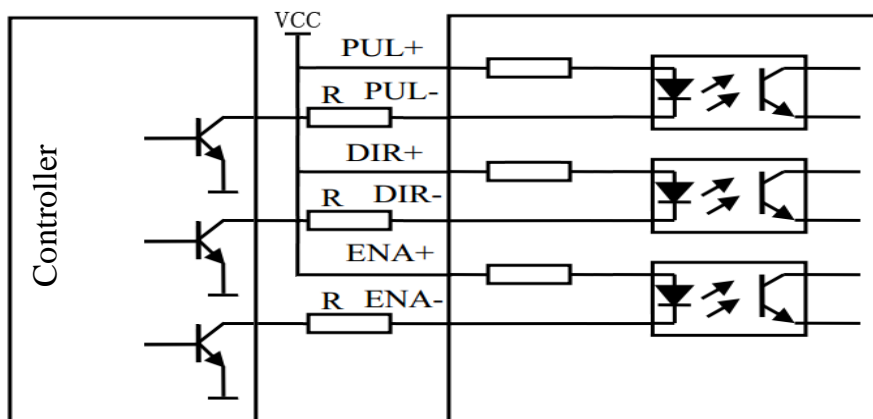 VCC
PUL+
R PUL-
DIR+
R DIR-
ENA+
R ENA-
Controller